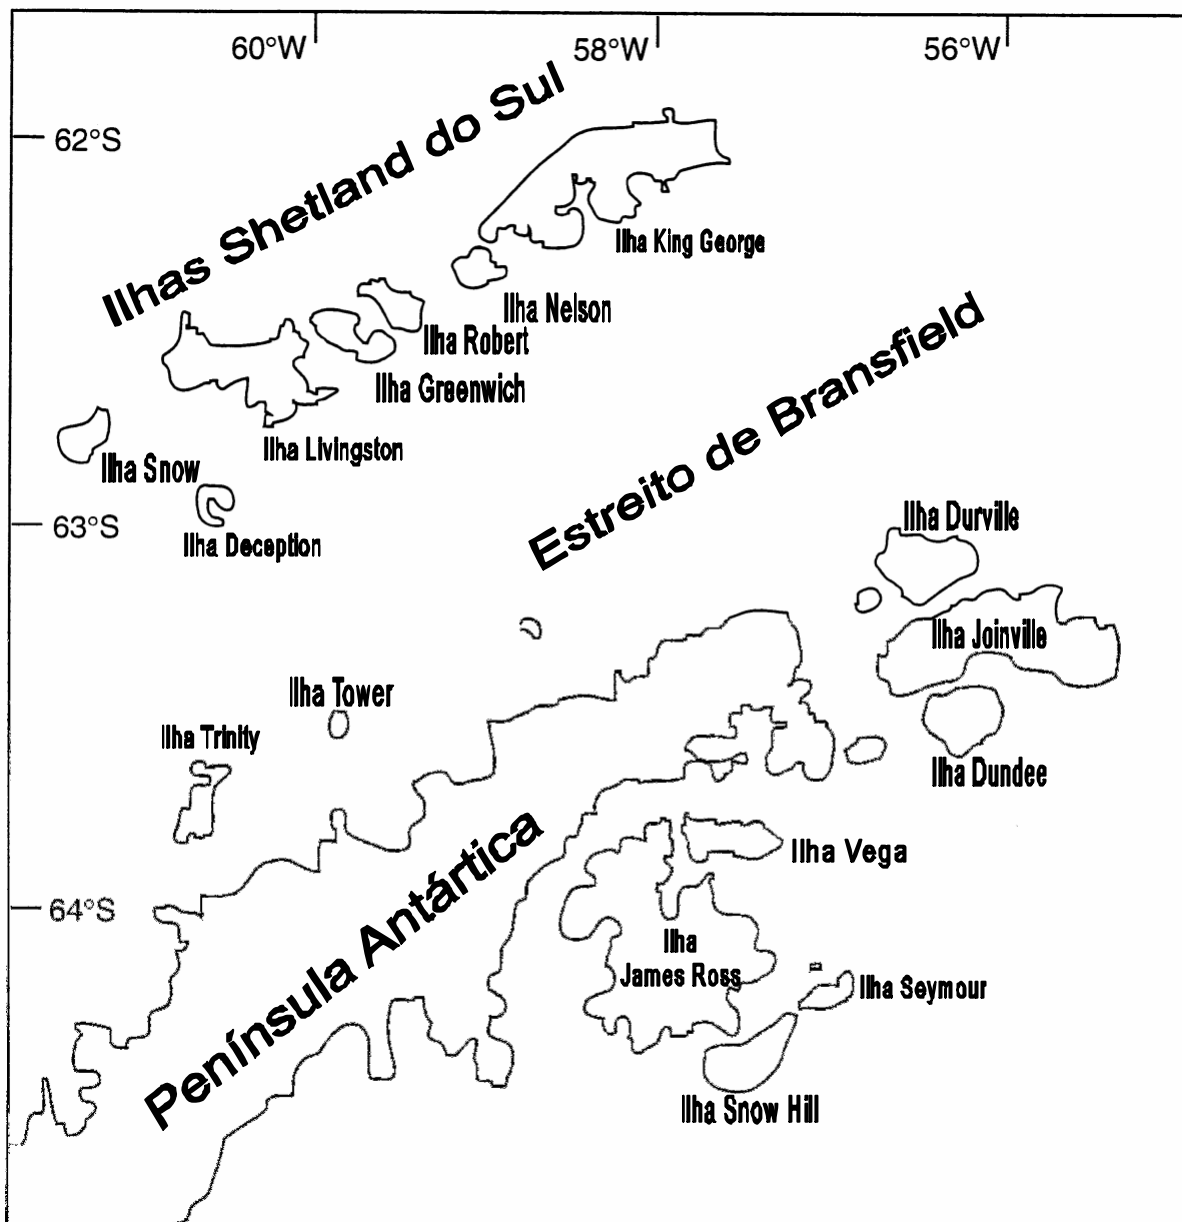 60°W
58°W
56°W
62°S
Ilhas Shetland do Sul
Ilha King George
Ilha Nelson
Ilha Robert
Ilha Greenwich
Ilha Livingston
Ilha Snow
Estreito de Bransfield
63°S
Ilha Durville
Ilha Deception
Ilha Joinville
Ilha Tower
Ilha Trinity
Ilha Dundee
Península Antártica
Ilha Vega
64°S
Ilha
James Ross
Ilha Seymour
Ilha Snow Hill